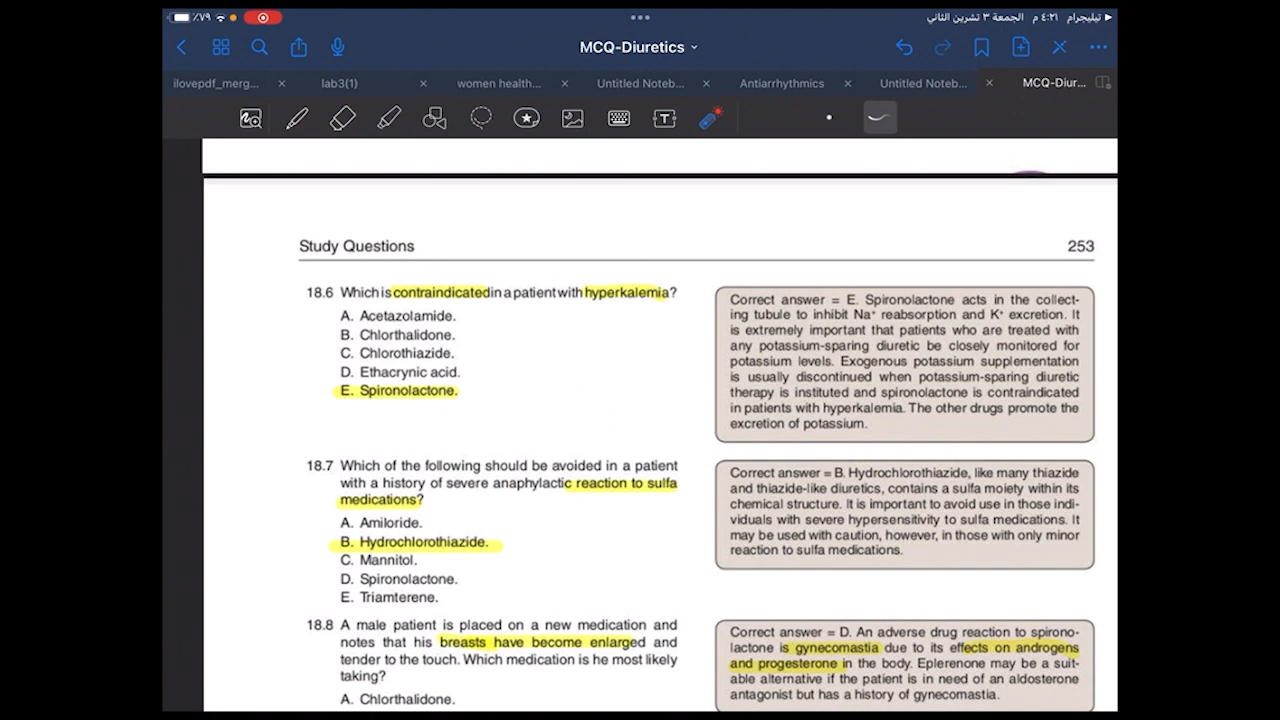 ٪٧٩
◀ تيليجرام ٤:٢١ م الجمعة ٣ تشرين الثاني
MCQ-Diuretics
ilovepdf_merg...
lab3(1)
women health...
Untitled Noteb...
Antiarrhythmics
Untitled Noteb...
MCQ-Diur...
Study Questions
253
18.6 Which is contraindicated in a patient with hyperkalemia?
A. Acetazolamide.
B. Chlorthalidone.
C. Chlorothiazide.
D. Ethacrynic acid.
E. Spironolactone.
Correct answer = E. Spironolactone acts in the collect-
ing tubule to inhibit Na+ reabsorption and K+ excretion. It
is extremely important that patients who are treated with
any potassium-sparing diuretic be closely monitored for
potassium levels. Exogenous potassium supplementation
is usually discontinued when potassium-sparing diuretic
therapy is instituted and spironolactone is contraindicated
in patients with hyperkalemia. The other drugs promote the
excretion of potassium.
18.7 Which of the following should be avoided in a patient
with a history of severe anaphylactic reaction to sulfa
medications?
A. Amiloride.
B. Hydrochlorothiazide.
C. Mannitol.
D. Spironolactone.
E. Triamterene.
Correct answer = B. Hydrochlorothiazide, like many thiazide
and thiazide-like diuretics, contains a sulfa moiety within its
chemical structure. It is important to avoid use in those indi-
viduals with severe hypersensitivity to sulfa medications. It
may be used with caution, however, in those with only minor
reaction to sulfa medications.
18.8 A male patient is placed on a new medication and
notes that his breasts have become enlarged and
tender to the touch. Which medication is he most likely
taking?
A. Chlorthalidone.
Correct answer = D. An adverse drug reaction to spirono-
lactone is gynecomastia due to its effects on androgens
and progesterone in the body. Eplerenone may be a suit-
able alternative if the patient is in need of an aldosterone
antagonist but has a history of gynecomastia.